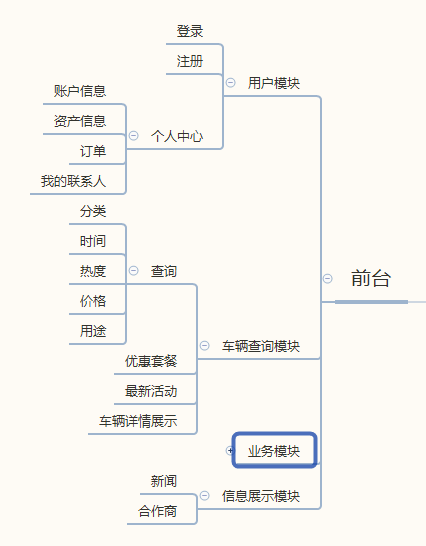 登录
注册
用户模块
账户信息
资产信息
个人中心
订单
我的联系人
分类
时间
热度
查询
前台
价格
用途
车辆查询模块
优惠套餐
最新活动
车辆详情展示
业务模块
新闻
信息展示模块
合作商